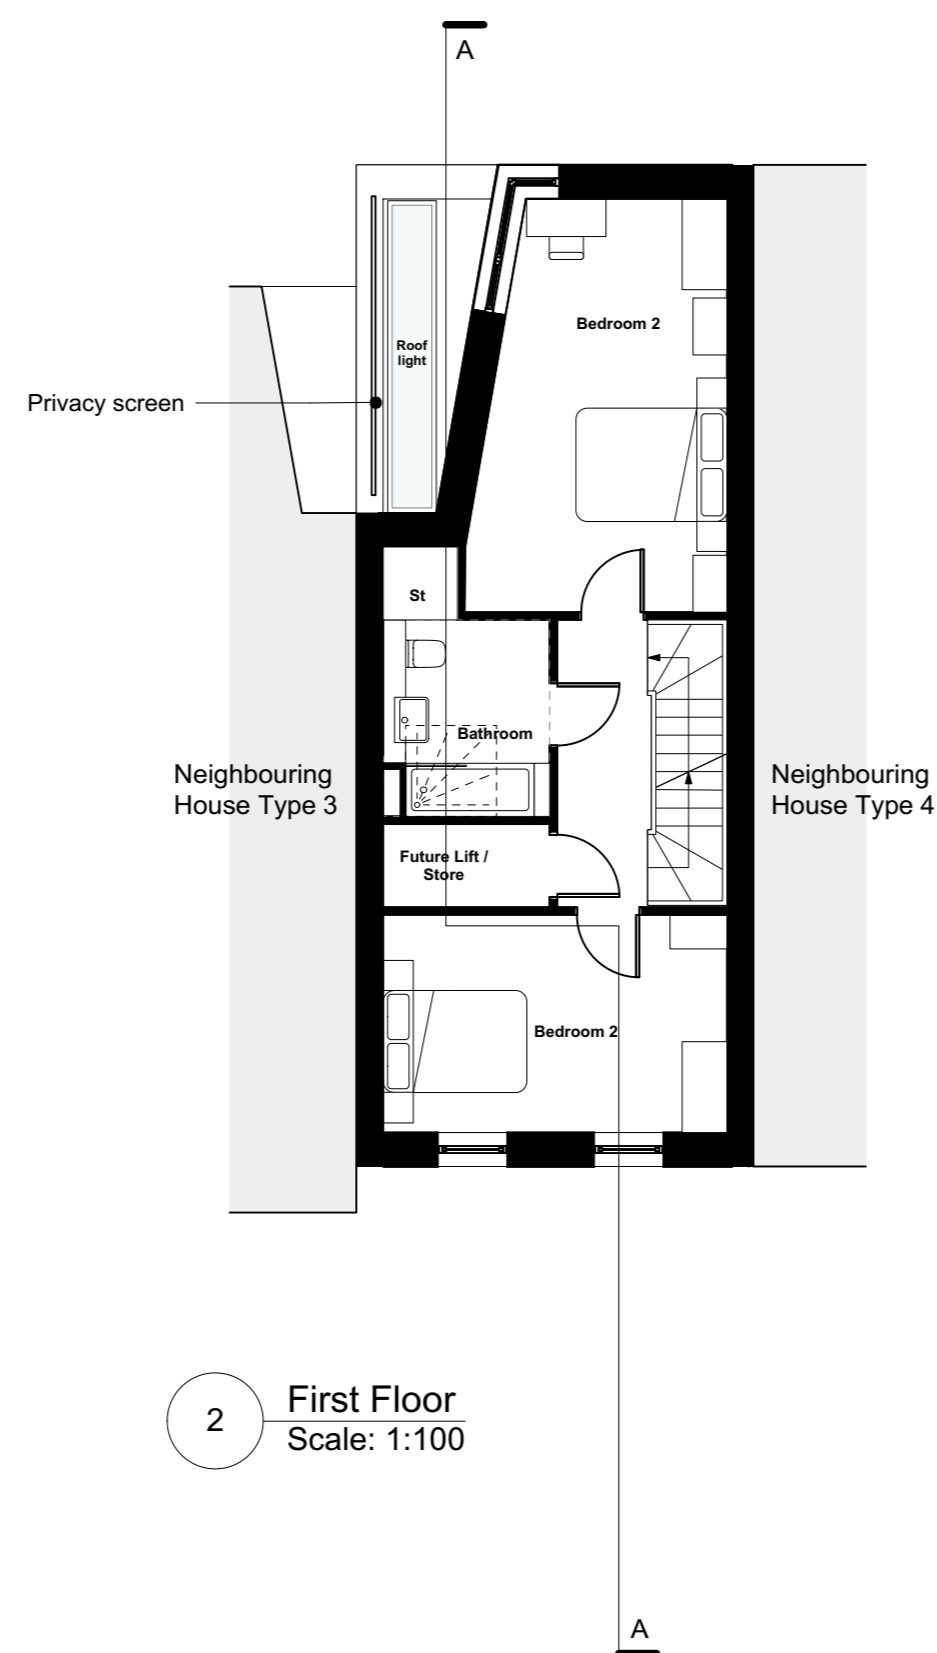 A
Bedroom 2
Roof
light
Privacy screen
St
Bathroom
Neighbouring
House Type 3
Neighbouring
House Type 4
Future Lift /
Store
Bedroom 2
2
First Floor
Scale: 1:100
A